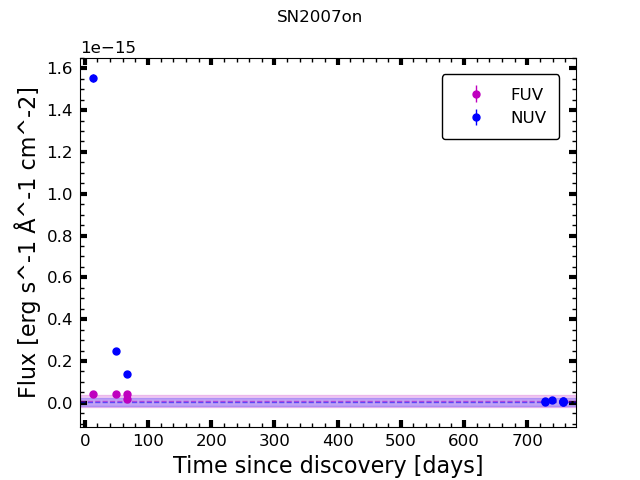 SN2007on
1e−15
1.6
1.4
1.2
1.0
0.8
0.6
0.4
0.2
0.0
Flux [erg s^-1 Å^-1 cm^-2]
FUV
NUV
0 100 200 300 400 500 600 700
Time since discovery [days]